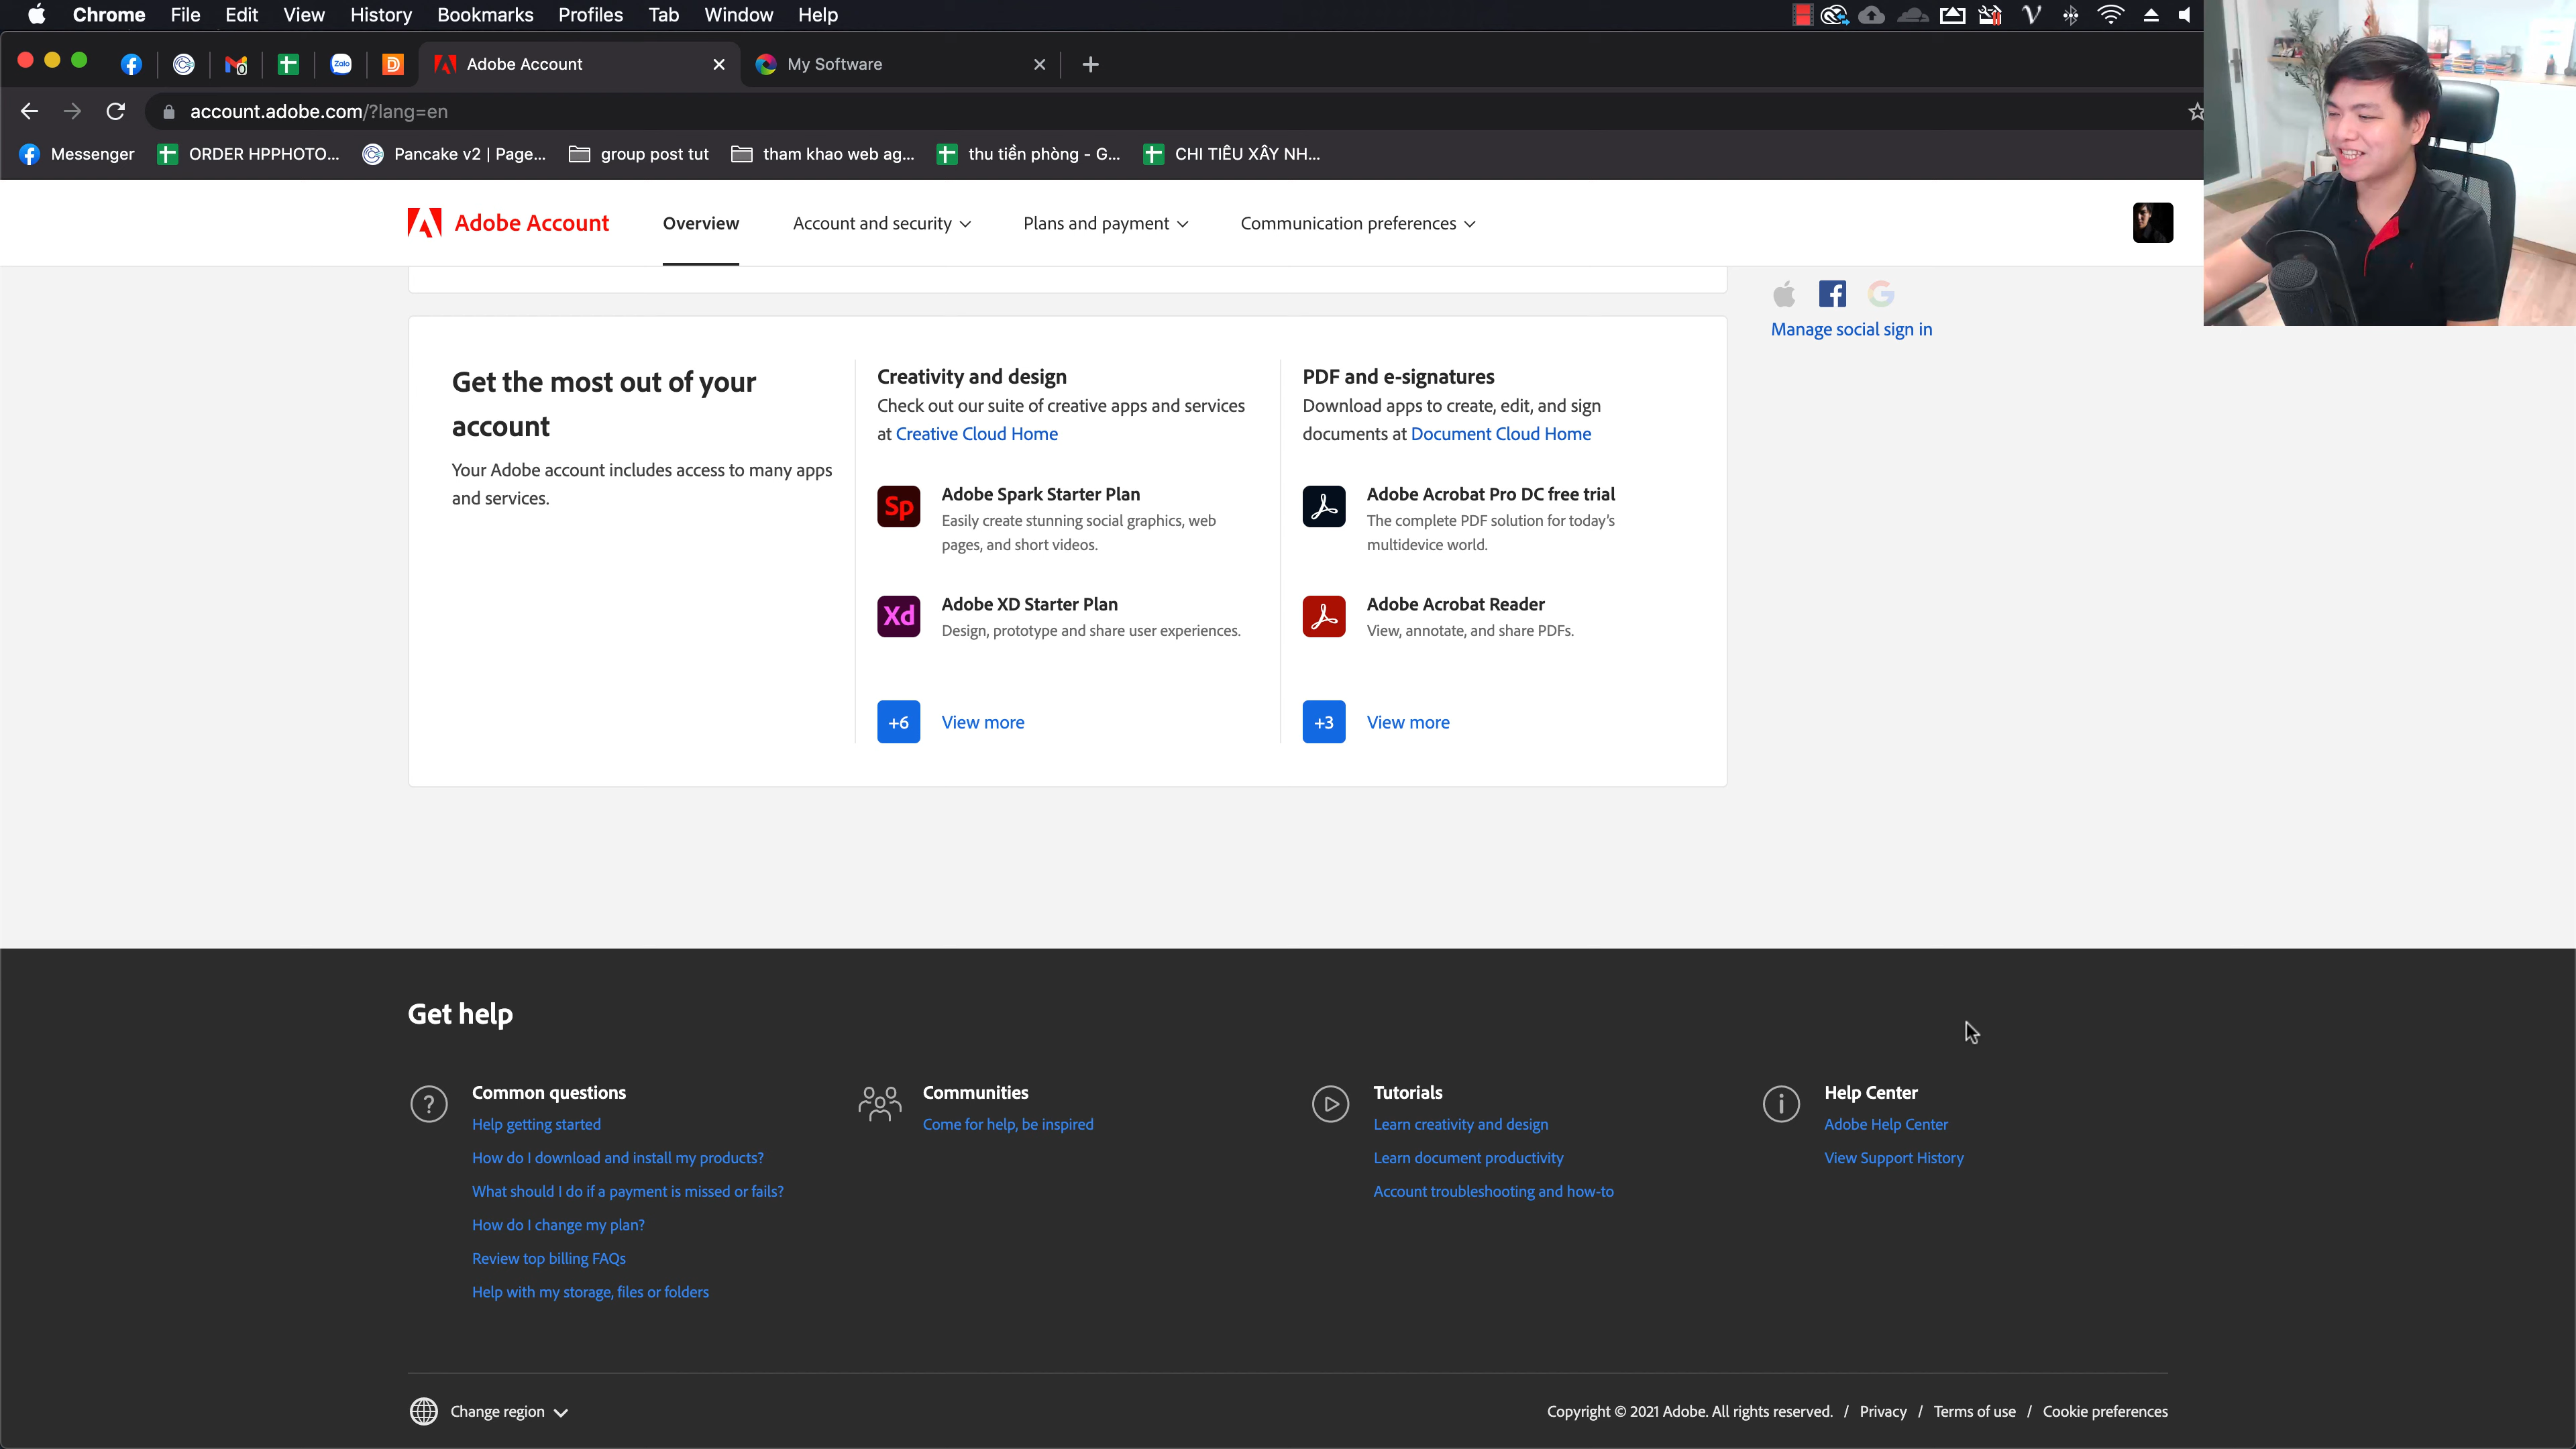 Chrome File Edit View History Bookmarks Profiles Tab Window Help
Zalo D Adobe Account My Software
account.adobe.com/?lang=en
Messenger ORDER HPPHOTO... Pancake v2 | Page... group post tut tham khao web ag... thu tiền phòng - G... CHI TIÊU XÂY NH...
Adobe Account Overview Account and security Plans and payment Communication preferences
Manage social sign in
Get the most out of your
account
Your Adobe account includes access to many apps
and services.
Creativity and design
Check out our suite of creative apps and services
at Creative Cloud Home
Sp Adobe Spark Starter Plan
Easily create stunning social graphics, web
pages, and short videos.
Xd Adobe XD Starter Plan
Design, prototype and share user experiences.
+6 View more
PDF and e-signatures
Download apps to create, edit, and sign
documents at Document Cloud Home
Adobe Acrobat Pro DC free trial
The complete PDF solution for today's
multidevice world.
Adobe Acrobat Reader
View, annotate, and share PDFs.
+3 View more
Get help
Common questions
Help getting started
How do I download and install my products?
What should I do if a payment is missed or fails?
How do I change my plan?
Review top billing FAQs
Help with my storage, files or folders
Communities
Come for help, be inspired
Tutorials
Learn creativity and design
Learn document productivity
Account troubleshooting and how-to
Help Center
Adobe Help Center
View Support History
Change region
Copyright © 2021 Adobe. All rights reserved. / Privacy / Terms of use / Cookie preferences